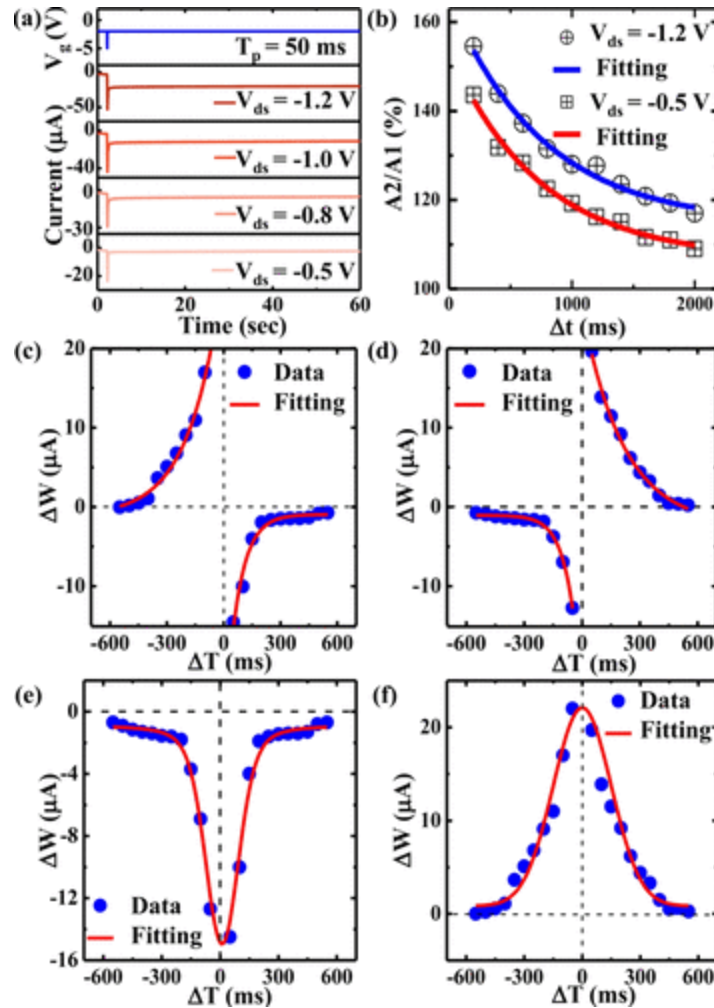 (a)
V_g (V)
0
-5
T_p = 50 ms
0
-50
V_ds = -1.2 V
0
-40
V_ds = -1.0 V
0
-30
V_ds = -0.8 V
0
-20
V_ds = -0.5 V
Current (μA)
0 20 40 60
Time (sec)
(b)
160
140
120
100
A2/A1 (%)
V_ds = -1.2 V
Fitting
V_ds = -0.5 V
Fitting
0 1000 2000
Δt (ms)
(c)
20
10
0
-10
ΔW (μA)
Data
Fitting
-600 -300 0 300 600
ΔT (ms)
(d)
20
10
0
-10
ΔW (μA)
Data
Fitting
-600 -300 0 300 600
ΔT (ms)
(e)
0
-4
-8
-12
-16
ΔW (μA)
Data
Fitting
-600 -300 0 300 600
ΔT (ms)
(f)
20
10
0
ΔW (μA)
Data
Fitting
-600 -300 0 300 600
ΔT (ms)